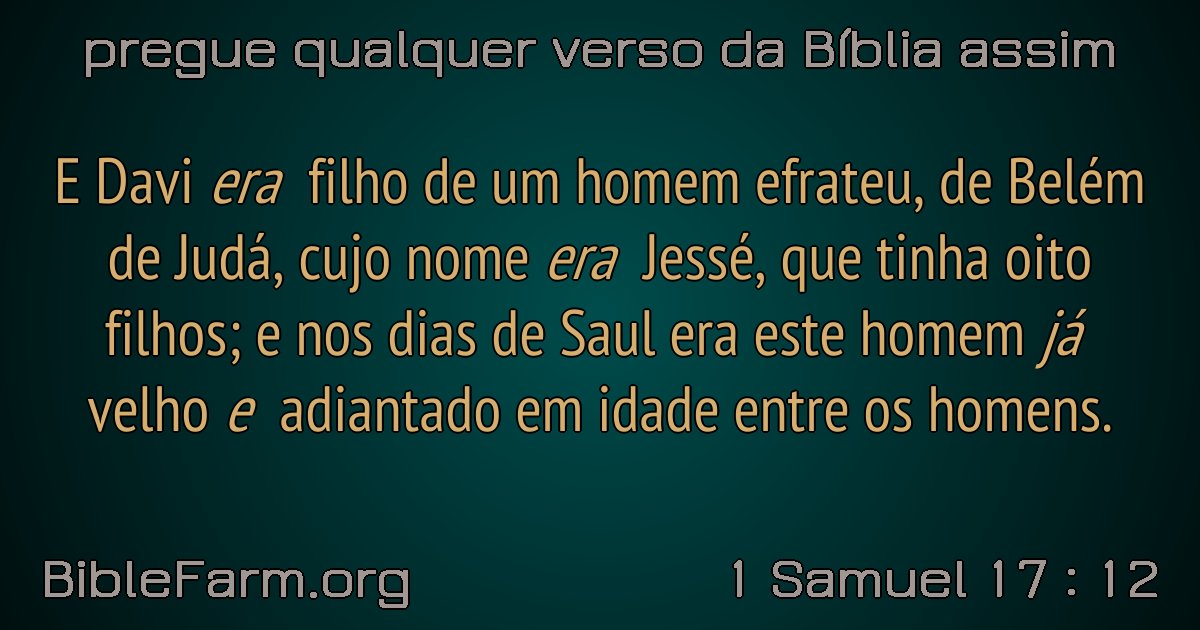 pregue qualquer verso da Bíblia assim
E Davi era filho de um homem efrateu, de Belém
de Judá, cujo nome era Jessé, que tinha oito
filhos; e nos dias de Saul era este homem já
velho e adiantado em idade entre os homens.
BibleFarm.org
1 Samuel 17 : 12